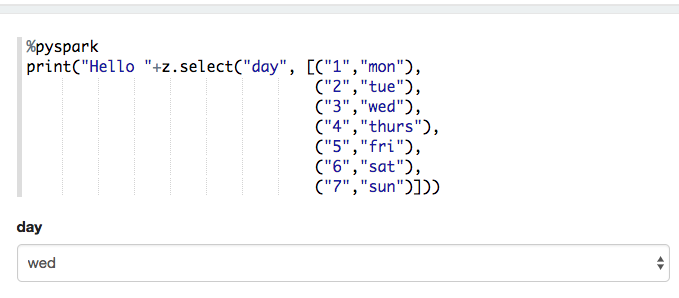 %pyspark
print("Hello "+z.select("day", [("1","mon"),
("2","tue"),
("3","wed"),
("4","thurs"),
("5","fri"),
("6","sat"),
("7","sun")]))
day
wed